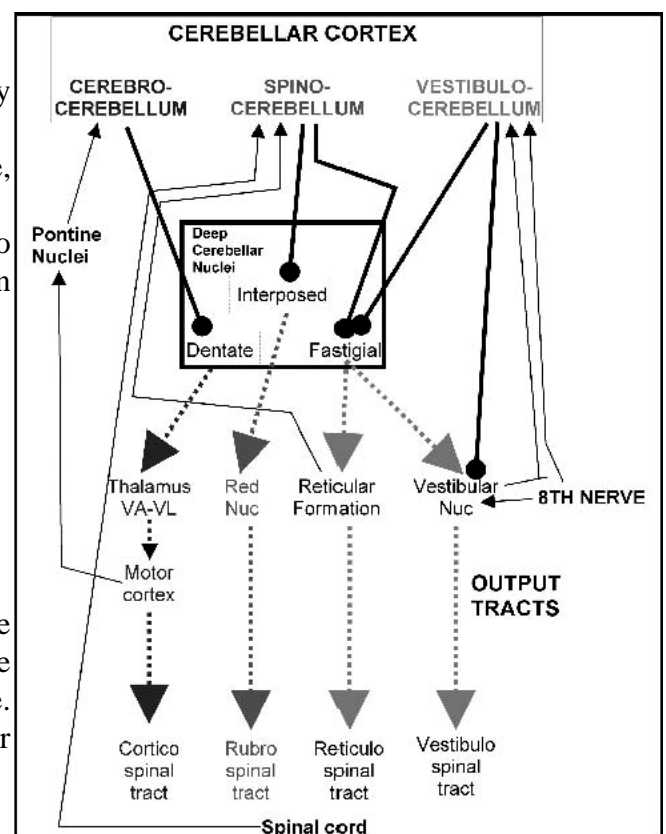 CEREBELLAR CORTEX
CEREBRO-
CEREBELLUM
SPINO-
CEREBELLUM
VESTIBULO-
CEREBELLUM
y
e,
o
n
Pontine
Nuclei
Deep
Cerebellar
Nuclei
Interposed
Dentate
Fastigial
Thalamus
VA-VL
Red
Nuc
Reticular
Formation
Vestibular
Nuc
8TH NERVE
Motor
cortex
OUTPUT
TRACTS
e
e
e.
r
Cortico
spinal
tract
Rubro
spinal
tract
Reticulo
spinal
tract
Vestibulo
spinal
tract
Spinal cord